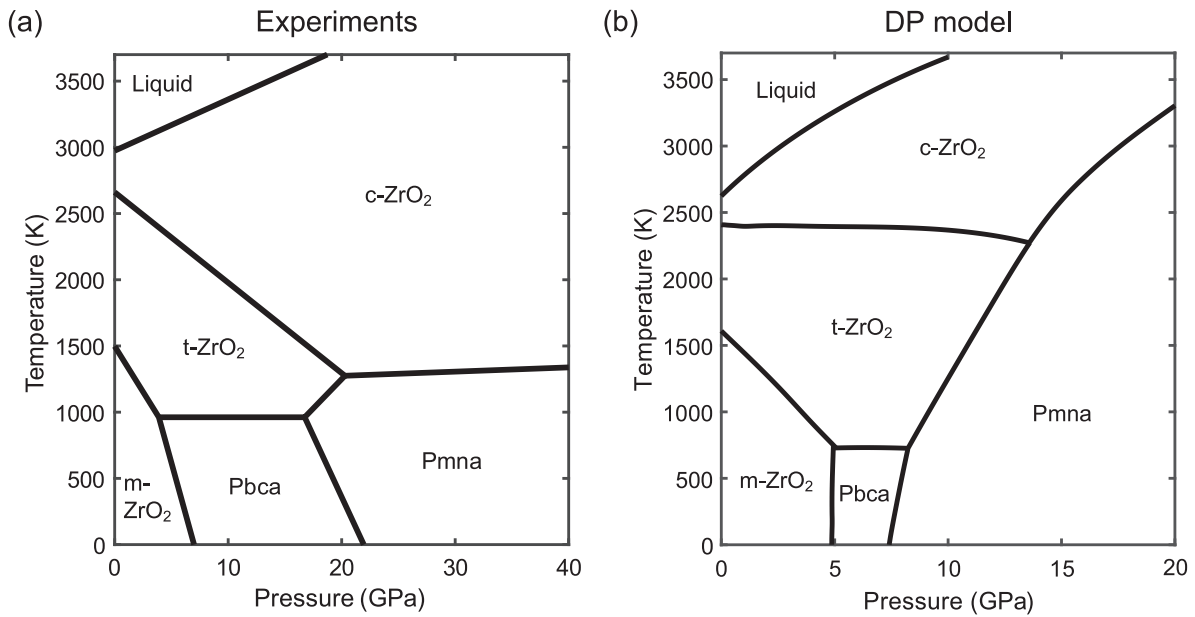 (a) Experiments
3500
3000
2500
2000
1500
1000
500
0
Temperature (K)
Liquid
c-ZrO₂
t-ZrO₂
m-
ZrO₂
Pbca
Pmna
0 10 20 30 40
Pressure (GPa)
(b) DP model
3500
3000
2500
2000
1500
1000
500
0
Temperature (K)
Liquid
c-ZrO₂
t-ZrO₂
Pmna
m-ZrO₂
Pbca
0 5 10 15 20
Pressure (GPa)